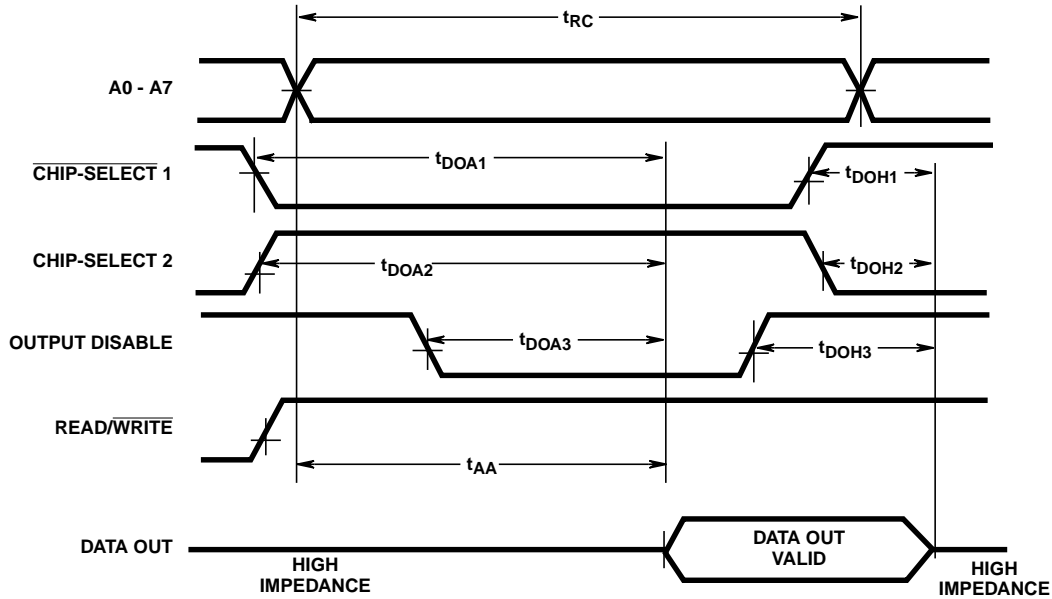 tRC
A0 - A7
CHIP-SELECT 1
tDOA1
tDOH1
CHIP-SELECT 2
tDOA2
tDOH2
OUTPUT DISABLE
tDOA3
tDOH3
READ/WRITE
tAA
DATA OUT
DATA OUT
VALID
HIGH
IMPEDANCE
HIGH
IMPEDANCE